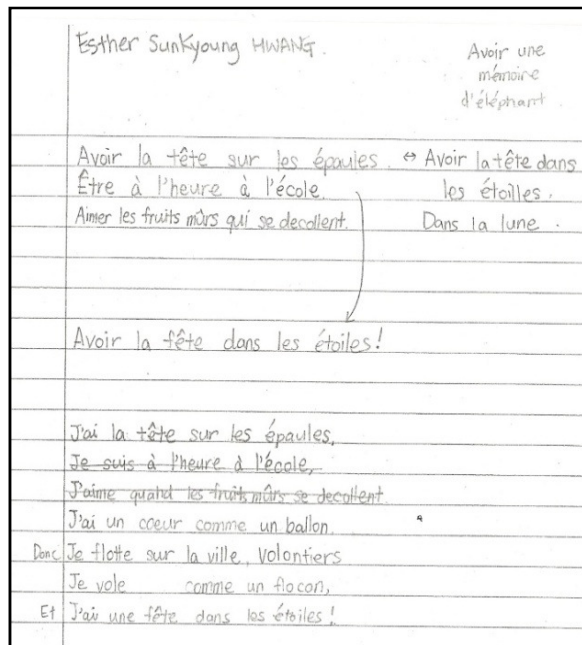 Esther SunKyoung HWANG.
Avoir une
mémoire
d'éléphant
Avoir la tête sur les épaules. ↔ Avoir la tête dans
Être à l'heure à l'école. les étoiles.
Aimer les fruits mûrs qui se decollent. Dans la lune.
Avoir la fête dans les étoiles!
J'ai la tête sur les épaules,
Je suis à l'heure à l'école,
J'aime quand les fruits mûrs se decollent.
J'ai un coeur comme un ballon.
Donc Je flotte sur la ville, volontiers
Je vole comme un flocon,
Et J'ai une fête dans les étoiles!